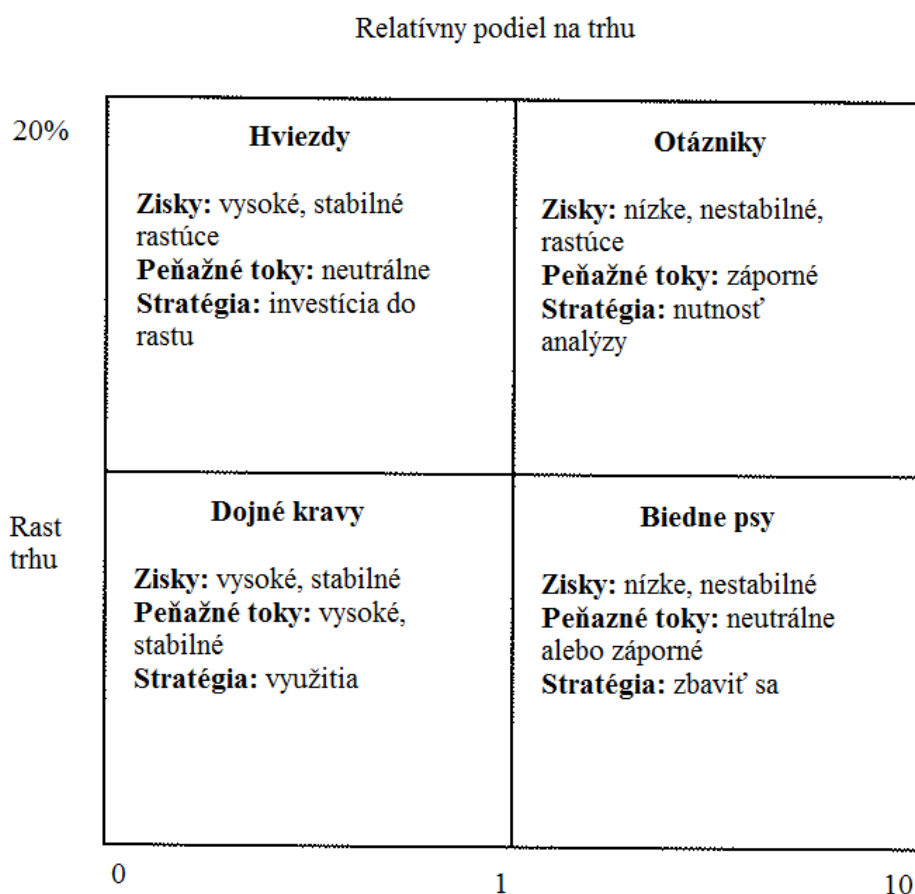 Relatívny podiel na trhu
20%
Hviezdy
Zisky: vysoké, stabilné
rastúce
Peňažné toky: neutrálne
Stratégia: investícia do
rastu
Otázniky
Zisky: nízke, nestabilné,
rastúce
Peňažné toky: záporné
Stratégia: nutnosť
analýzy
Rast
trhu
Dojné kravy
Zisky: vysoké, stabilné
Peňažné toky: vysoké,
stabilné
Stratégia: využitia
Biedne psy
Zisky: nízke, nestabilné
Peňazné toky: neutrálne
alebo záporné
Stratégia: zbaviť sa
0
1
10